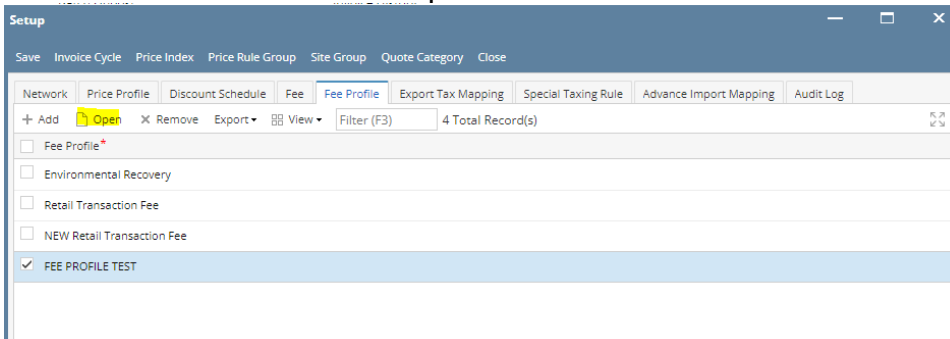 Setup
Save Invoice Cycle Price Index Price Rule Group Site Group Quote Category Close
Network Price Profile Discount Schedule Fee Fee Profile Export Tax Mapping Special Taxing Rule Advance Import Mapping Audit Log
+ Add Open X Remove Export View Filter (F3) 4 Total Record(s)
Fee Profile*
Environmental Recovery
Retail Transaction Fee
NEW Retail Transaction Fee
FEE PROFILE TEST